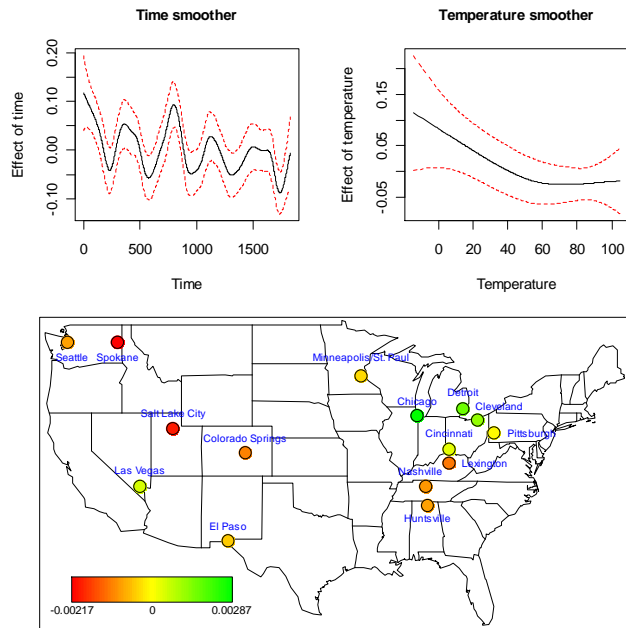 Time smoother
Temperature smoother
Effect of time
-0.10
0.00
0.10
0.20
0
500
1000
1500
Time
Effect of temperature
-0.05
0.05
0.15
0
20
40
60
80
100
Temperature
Seattle
Spokane
Minneapolis/St. Paul
Detroit
Chicago
Cleveland
Salt Lake City
Colorado Springs
Cincinnati
Pittsburgh
Las Vegas
Nashville
Lexington
Huntsville
El Paso
-0.00217
0
0.00287